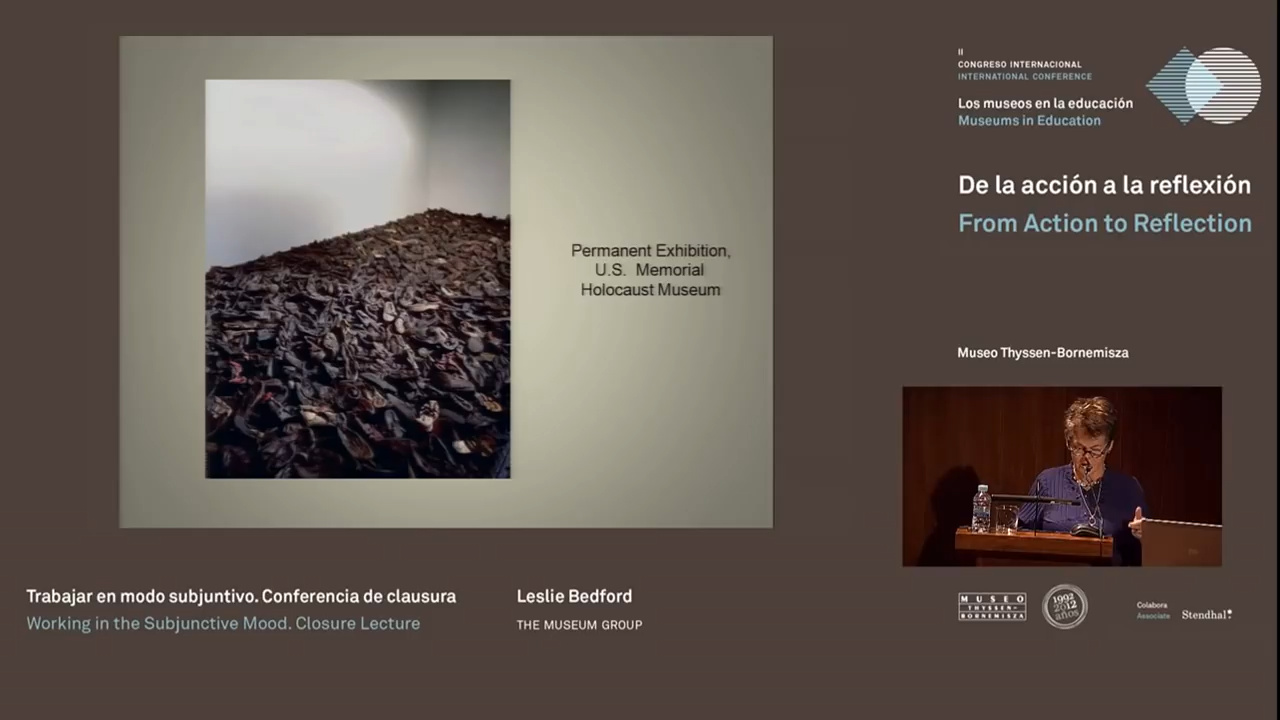 Permanent Exhibition,
U.S. Memorial
Holocaust Museum
II
CONGRESO INTERNACIONAL
INTERNATIONAL CONFERENCE
Los museos en la educación
Museums in Education
De la acción a la reflexión
From Action to Reflection
Museo Thyssen-Bornemisza
Trabajar en modo subjuntivo. Conferencia de clausura
Working in the Subjunctive Mood. Closure Lecture
Leslie Bedford
THE MUSEUM GROUP
MUSEO
THYSSEN-
BORNEMISZA
1992
2012
años
Colabora
Associate
Stendhal: